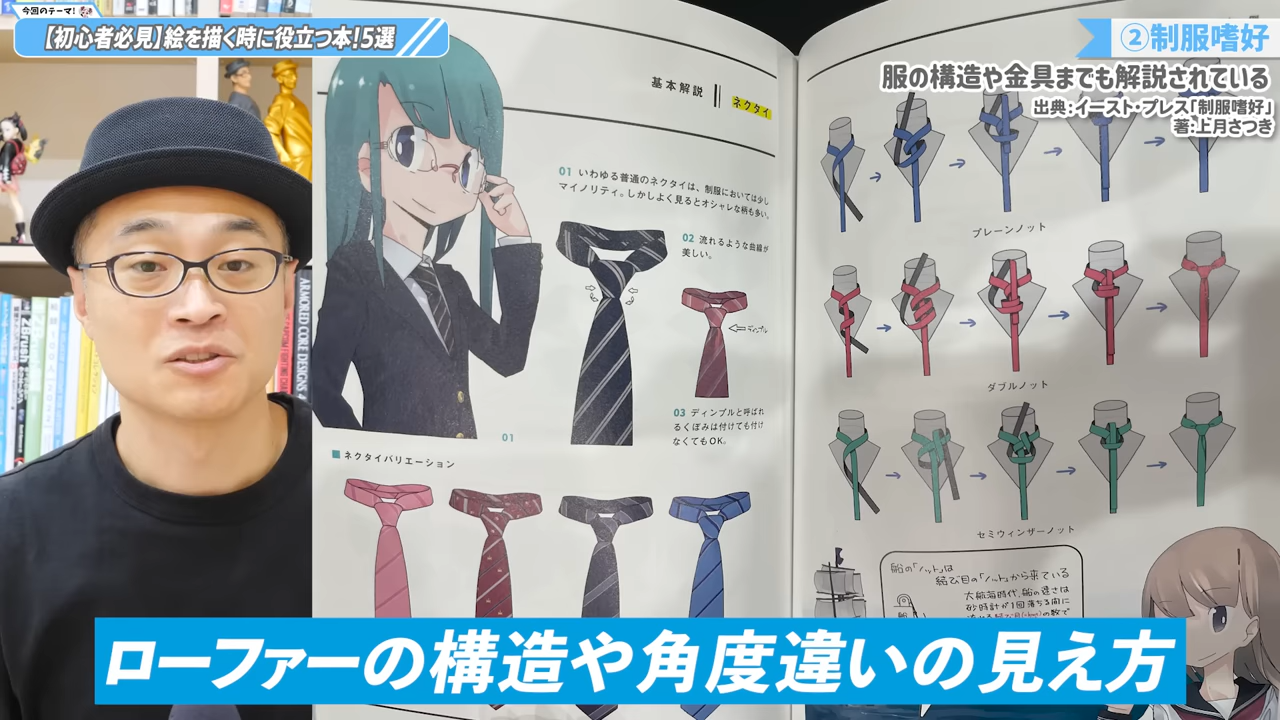 今回のテーマ!
【初心者必見】絵を描く時に役立つ本!5選
②制服嗜好
服の構造や金具までも解説されている
出典:イースト・プレス「制服嗜好」
著:上月さつき
ARMORED CORE DESIGNS 4
基本解説
ネクタイ
01 いわゆる普通のネクタイは、制服においては少し
マイノリティ。しかしよく見るとオシャレな柄も多い。
02 流れるような曲線が
美しい。
ディンプル
03 ディンプルと呼ばれ
るくぼみは付けても付け
なくてもOK。
01
■ネクタイバリエーション
プレーンノット
ダブルノット
セミウィンザーノット
船の「ノット」は
結び目の「ノット」から来ている
大航海時代、船の速さは
砂時計が1回落ちる間に
ローファーの構造や角度違いの見え方